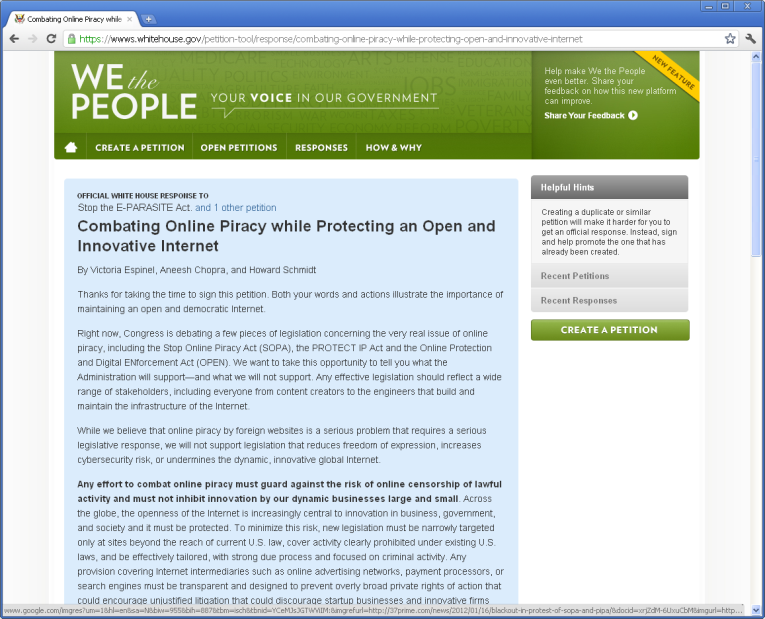 Combating Online Piracy while
https://wwws.whitehouse.gov/petition-tool/response/combating-online-piracy-while-protecting-open-and-innovative-internet
WE the
PEOPLE
YOUR VOICE IN OUR GOVERNMENT
Help make We the People
even better. Share your
feedback on how this new platform
can improve.
Share Your Feedback
NEW FEATURE
CREATE A PETITION
OPEN PETITIONS
RESPONSES
HOW & WHY
OFFICIAL WHITE HOUSE RESPONSE TO
Stop the E-PARASITE Act. and 1 other petition
Combating Online Piracy while Protecting an Open and
Innovative Internet
By Victoria Espinel, Aneesh Chopra, and Howard Schmidt
Thanks for taking the time to sign this petition. Both your words and actions illustrate the importance of
maintaining an open and democratic Internet.
Right now, Congress is debating a few pieces of legislation concerning the very real issue of online
piracy, including the Stop Online Piracy Act (SOPA), the PROTECT IP Act and the Online Protection
and Digital ENforcement Act (OPEN). We want to take this opportunity to tell you what the
Administration will support—and what we will not support. Any effective legislation should reflect a wide
range of stakeholders, including everyone from content creators to the engineers that build and
maintain the infrastructure of the Internet.
While we believe that online piracy by foreign websites is a serious problem that requires a serious
legislative response, we will not support legislation that reduces freedom of expression, increases
cybersecurity risk, or undermines the dynamic, innovative global Internet.
Any effort to combat online piracy must guard against the risk of online censorship of lawful
activity and must not inhibit innovation by our dynamic businesses large and small. Across
the globe, the openness of the Internet is increasingly central to innovation in business, government,
and society and it must be protected. To minimize this risk, new legislation must be narrowly targeted
only at sites beyond the reach of current U.S. law, cover activity clearly prohibited under existing U.S.
laws, and be effectively tailored, with strong due process and focused on criminal activity. Any
provision covering Internet intermediaries such as online advertising networks, payment processors, or
search engines must be transparent and designed to prevent overly broad private rights of action that
could encourage unjustified litigation that could discourage startup businesses and innovative firms
Helpful Hints
Creating a duplicate or similar
petition will make it harder for you to
get an official response. Instead, sign
and help promote the one that has
already been created.
Recent Petitions
Recent Responses
CREATE A PETITION